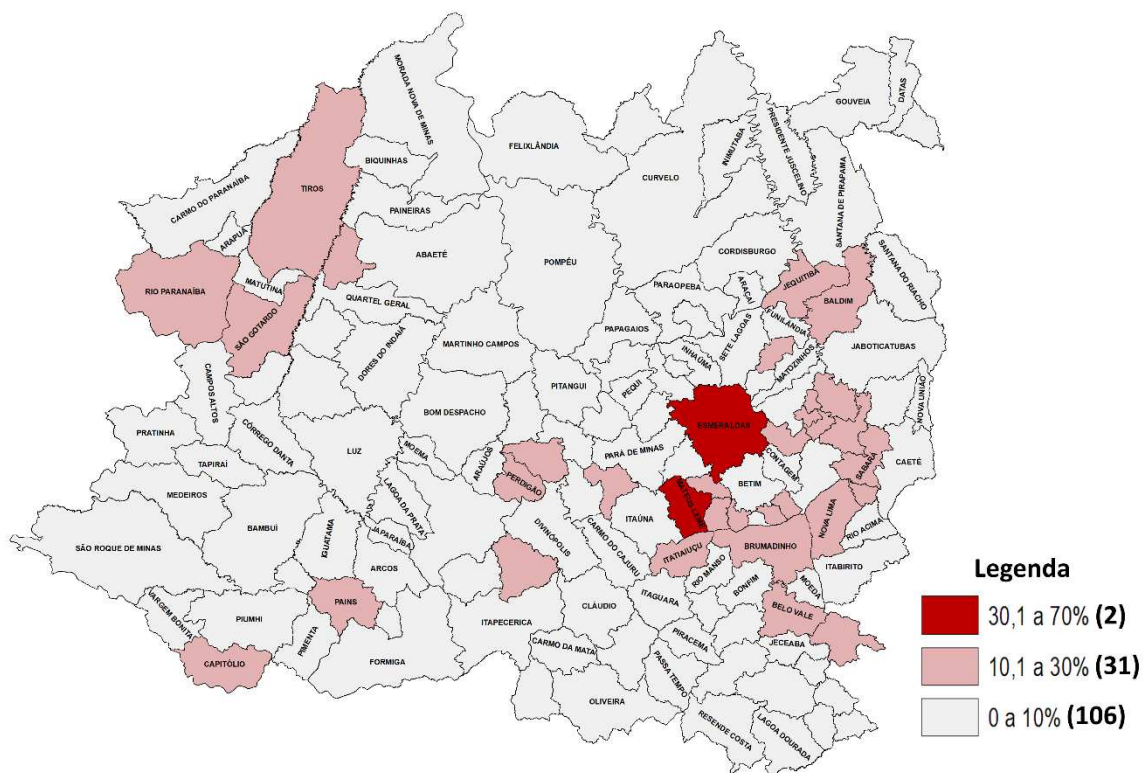 MORADA NOVA DE MINAS
GOUVEIA
DATAS
FELIXLÂNDIA
INIMUTABA
PRESIDENTE JUSCELINO
BIQUINHAS
CURVELO
TIROS
CARMO DO PARANAÍBA
PAINEIRAS
SANTANA DE PIRAPAMA
ARAPUÁ
ABAETÉ
POMPÉU
CORDISBURGO
SANTANA DO RIACHO
RIO PARANAÍBA
MATUTINA
QUARTEL GERAL
PARAOPEBA
ARAÇAÍ
JEQUITIBÁ
BALDIM
SÃO GOTARDO
PAPAGAIOS
SETE LAGOAS
FUNILÂNDIA
DORES DO INDAIÁ
MARTINHO CAMPOS
INHAÚMA
MATOZINHOS
JABOTICATUBAS
CAMPOS ALTOS
PITANGUI
PEQUI
BOM DESPACHO
NOVA UNIÃO
PRATINHA
CÓRREGO DANTA
ESMERALDAS
TAPIRAÍ
LUZ
MOEMA
ARAÚJOS
PARÁ DE MINAS
CONTAGEM
CAETÉ
SABARÁ
MEDEIROS
LAGOA DA PRATA
PERDIGÃO
BETIM
MATEUS LEME
BAMBUÍ
IGUATAMA
JAPARAÍBA
DIVINÓPOLIS
CARMO DO CAJURU
ITAÚNA
NOVA LIMA
RIO ACIMA
SÃO ROQUE DE MINAS
ARCOS
ITATIAIUÇU
BRUMADINHO
RIO MANSO
BONFIM
MOEDA
ITABIRITO
PAINS
VARGEM BONITA
PIUMHI
PIMENTA
ITAPECERICA
CLÁUDIO
ITAGUARA
BELO VALE
CAPITÓLIO
FORMIGA
CARMO DA MATA
PIRACEMA
JECEABA
PASSA TEMPO
OLIVEIRA
RESENDE COSTA
LAGOA DOURADA
Legenda
30,1 a 70% (2)
10,1 a 30% (31)
0 a 10% (106)